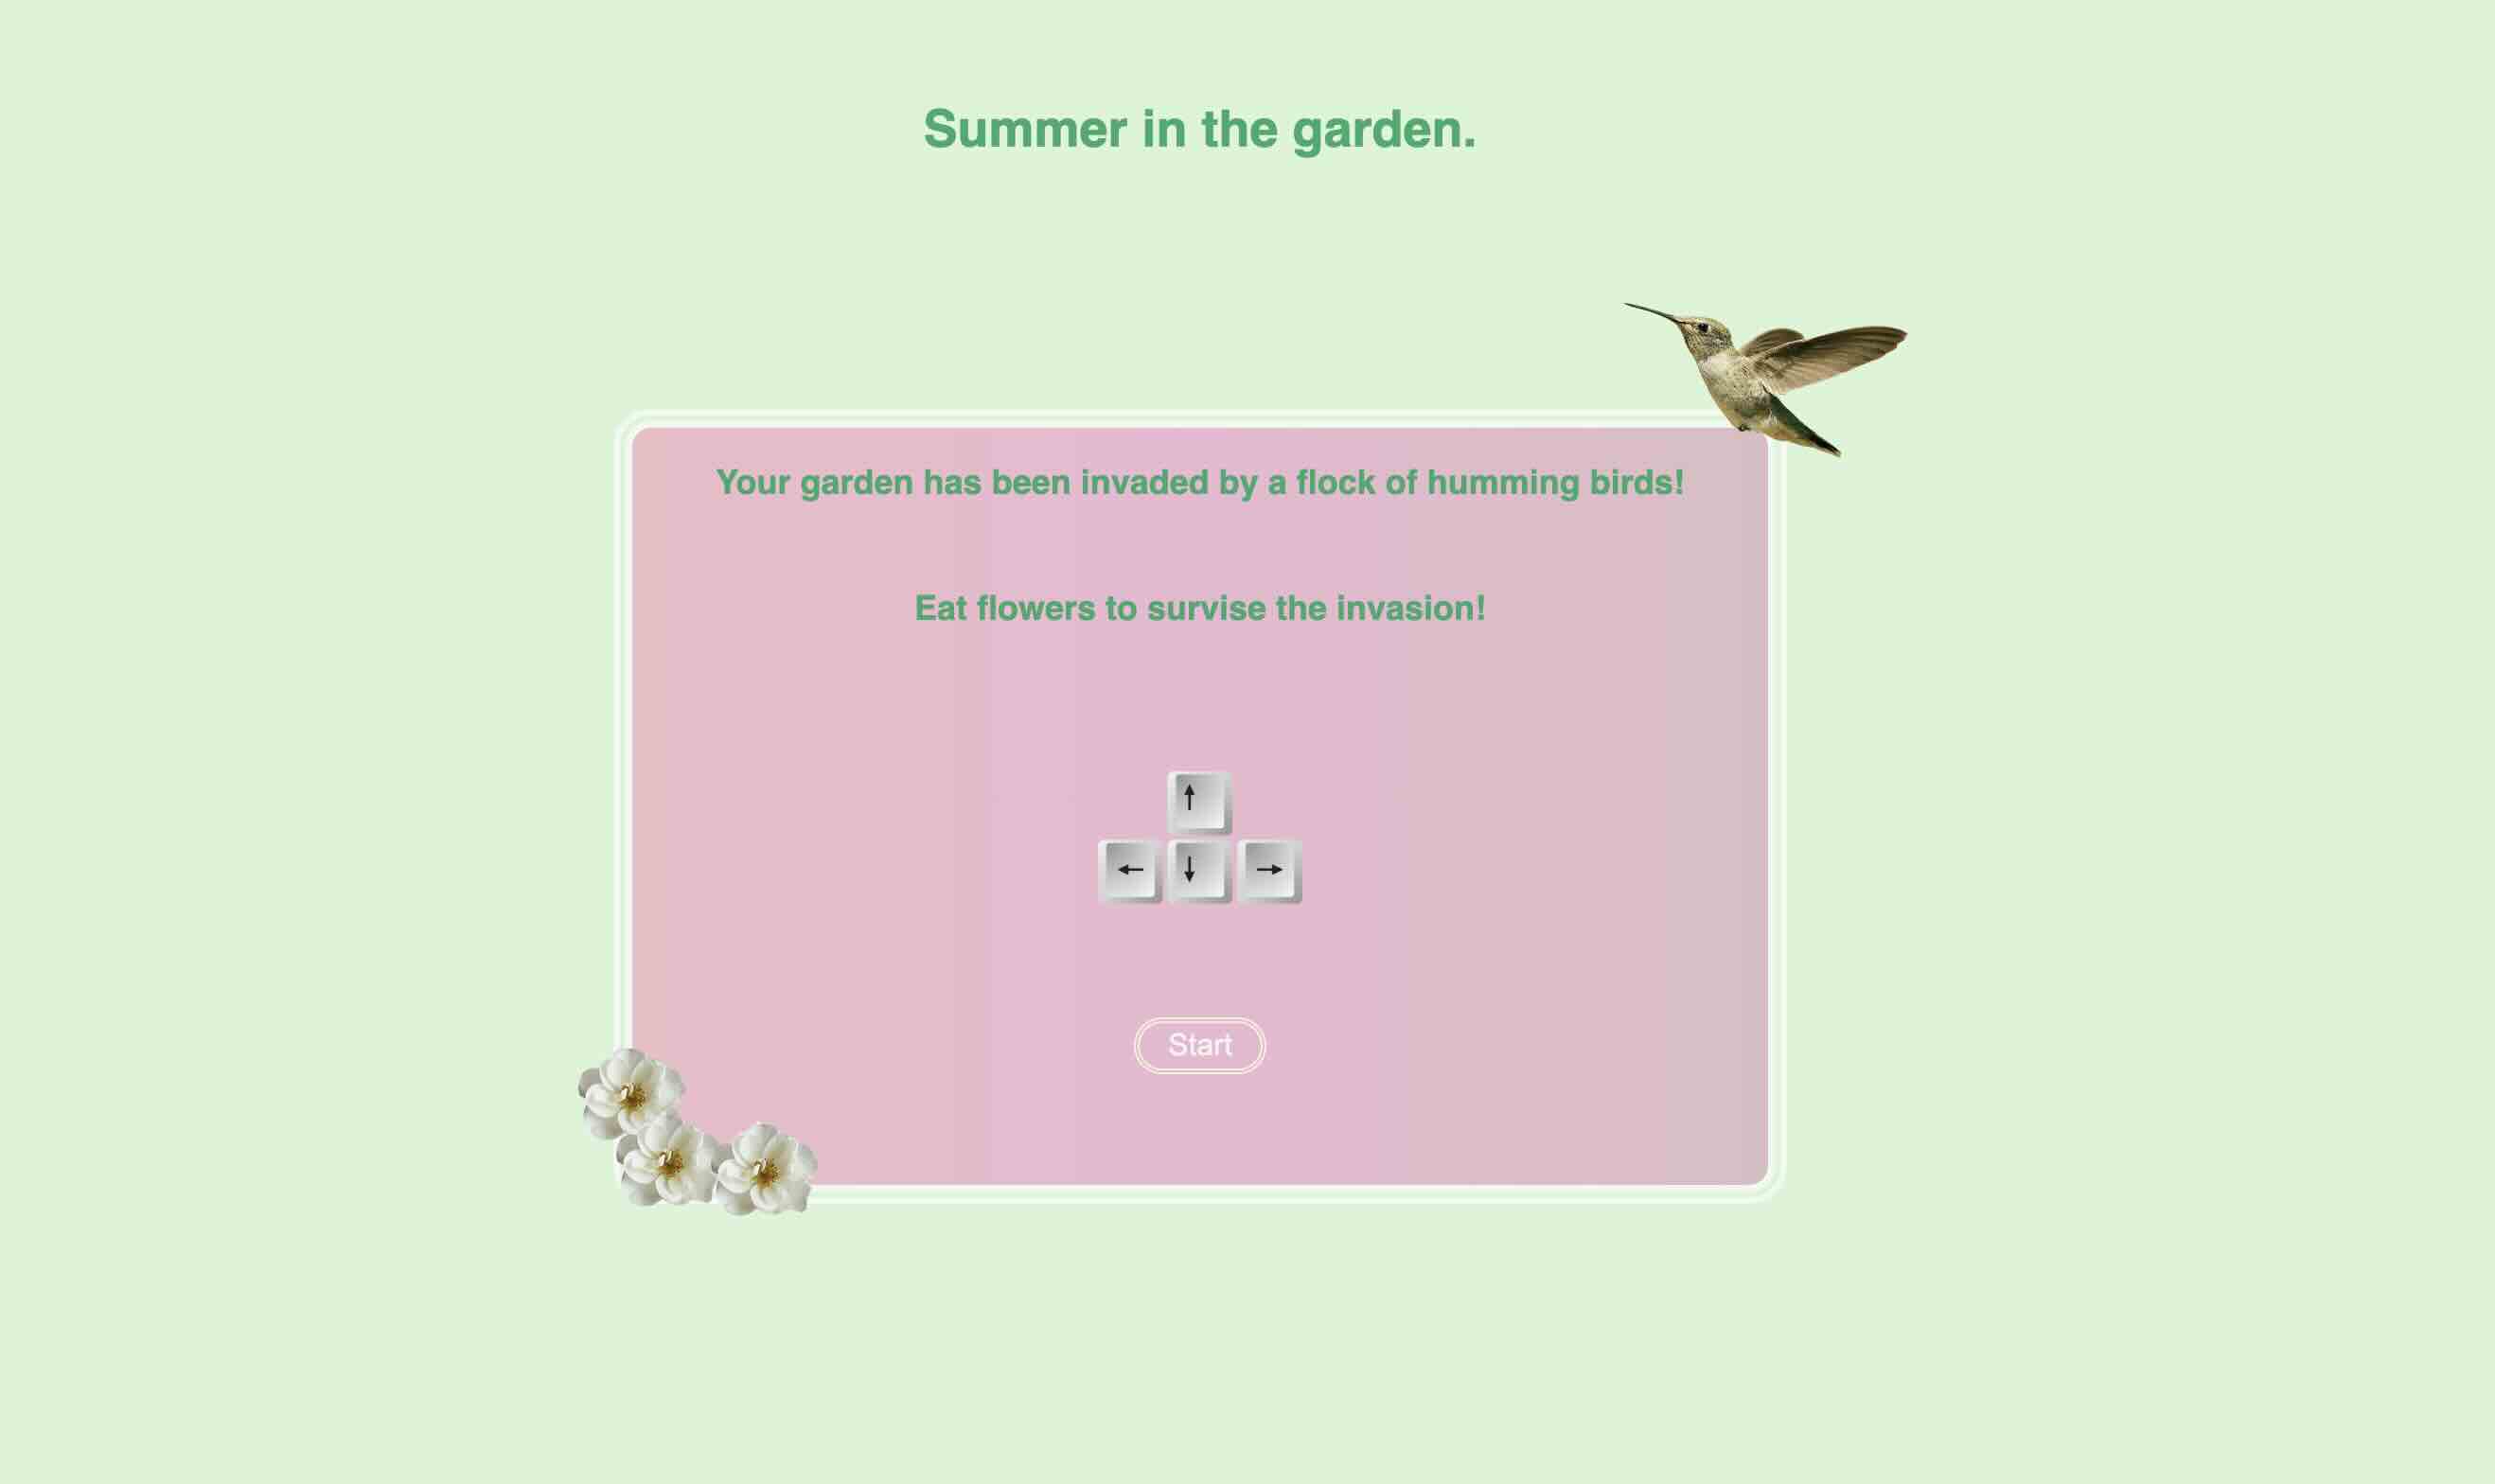 Summer in the garden.
Your garden has been invaded by a flock of humming birds!
Eat flowers to survise the invasion!
↑
← ↓ →
Start